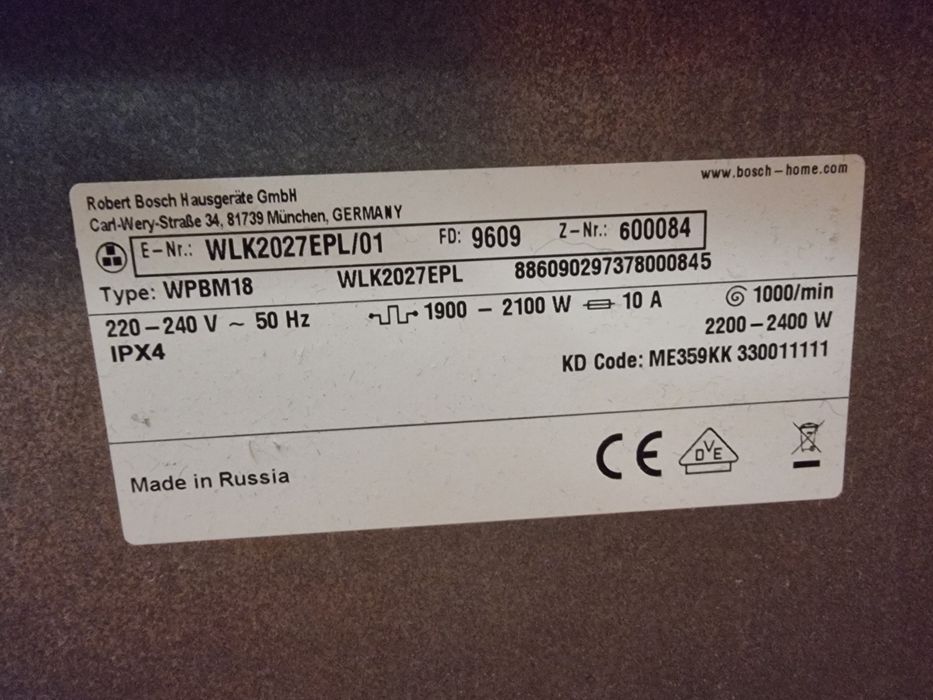 Robert Bosch Hausgeräte GmbH
www.bosch-home.com
Carl-Wery-Straße 34, 81739 München, GERMANY
E-Nr.: WLK2027EPL/01 FD: 9609 Z-Nr.: 600084
Type: WPBM18 WLK2027EPL 886090297378000845
220-240 V ~ 50 Hz 1900 - 2100 W 10 A 1000/min
IPX4 2200-2400 W
KD Code: ME359KK 330011111
Made in Russia CE DVE